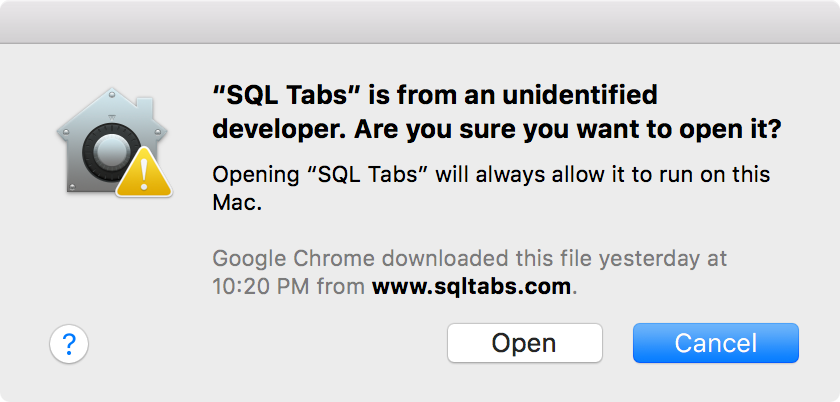 “SQL Tabs” is from an unidentified
developer. Are you sure you want to open it?
Opening “SQL Tabs” will always allow it to run on this
Mac.
Google Chrome downloaded this file yesterday at
10:20 PM from www.sqltabs.com.
?
Open
Cancel